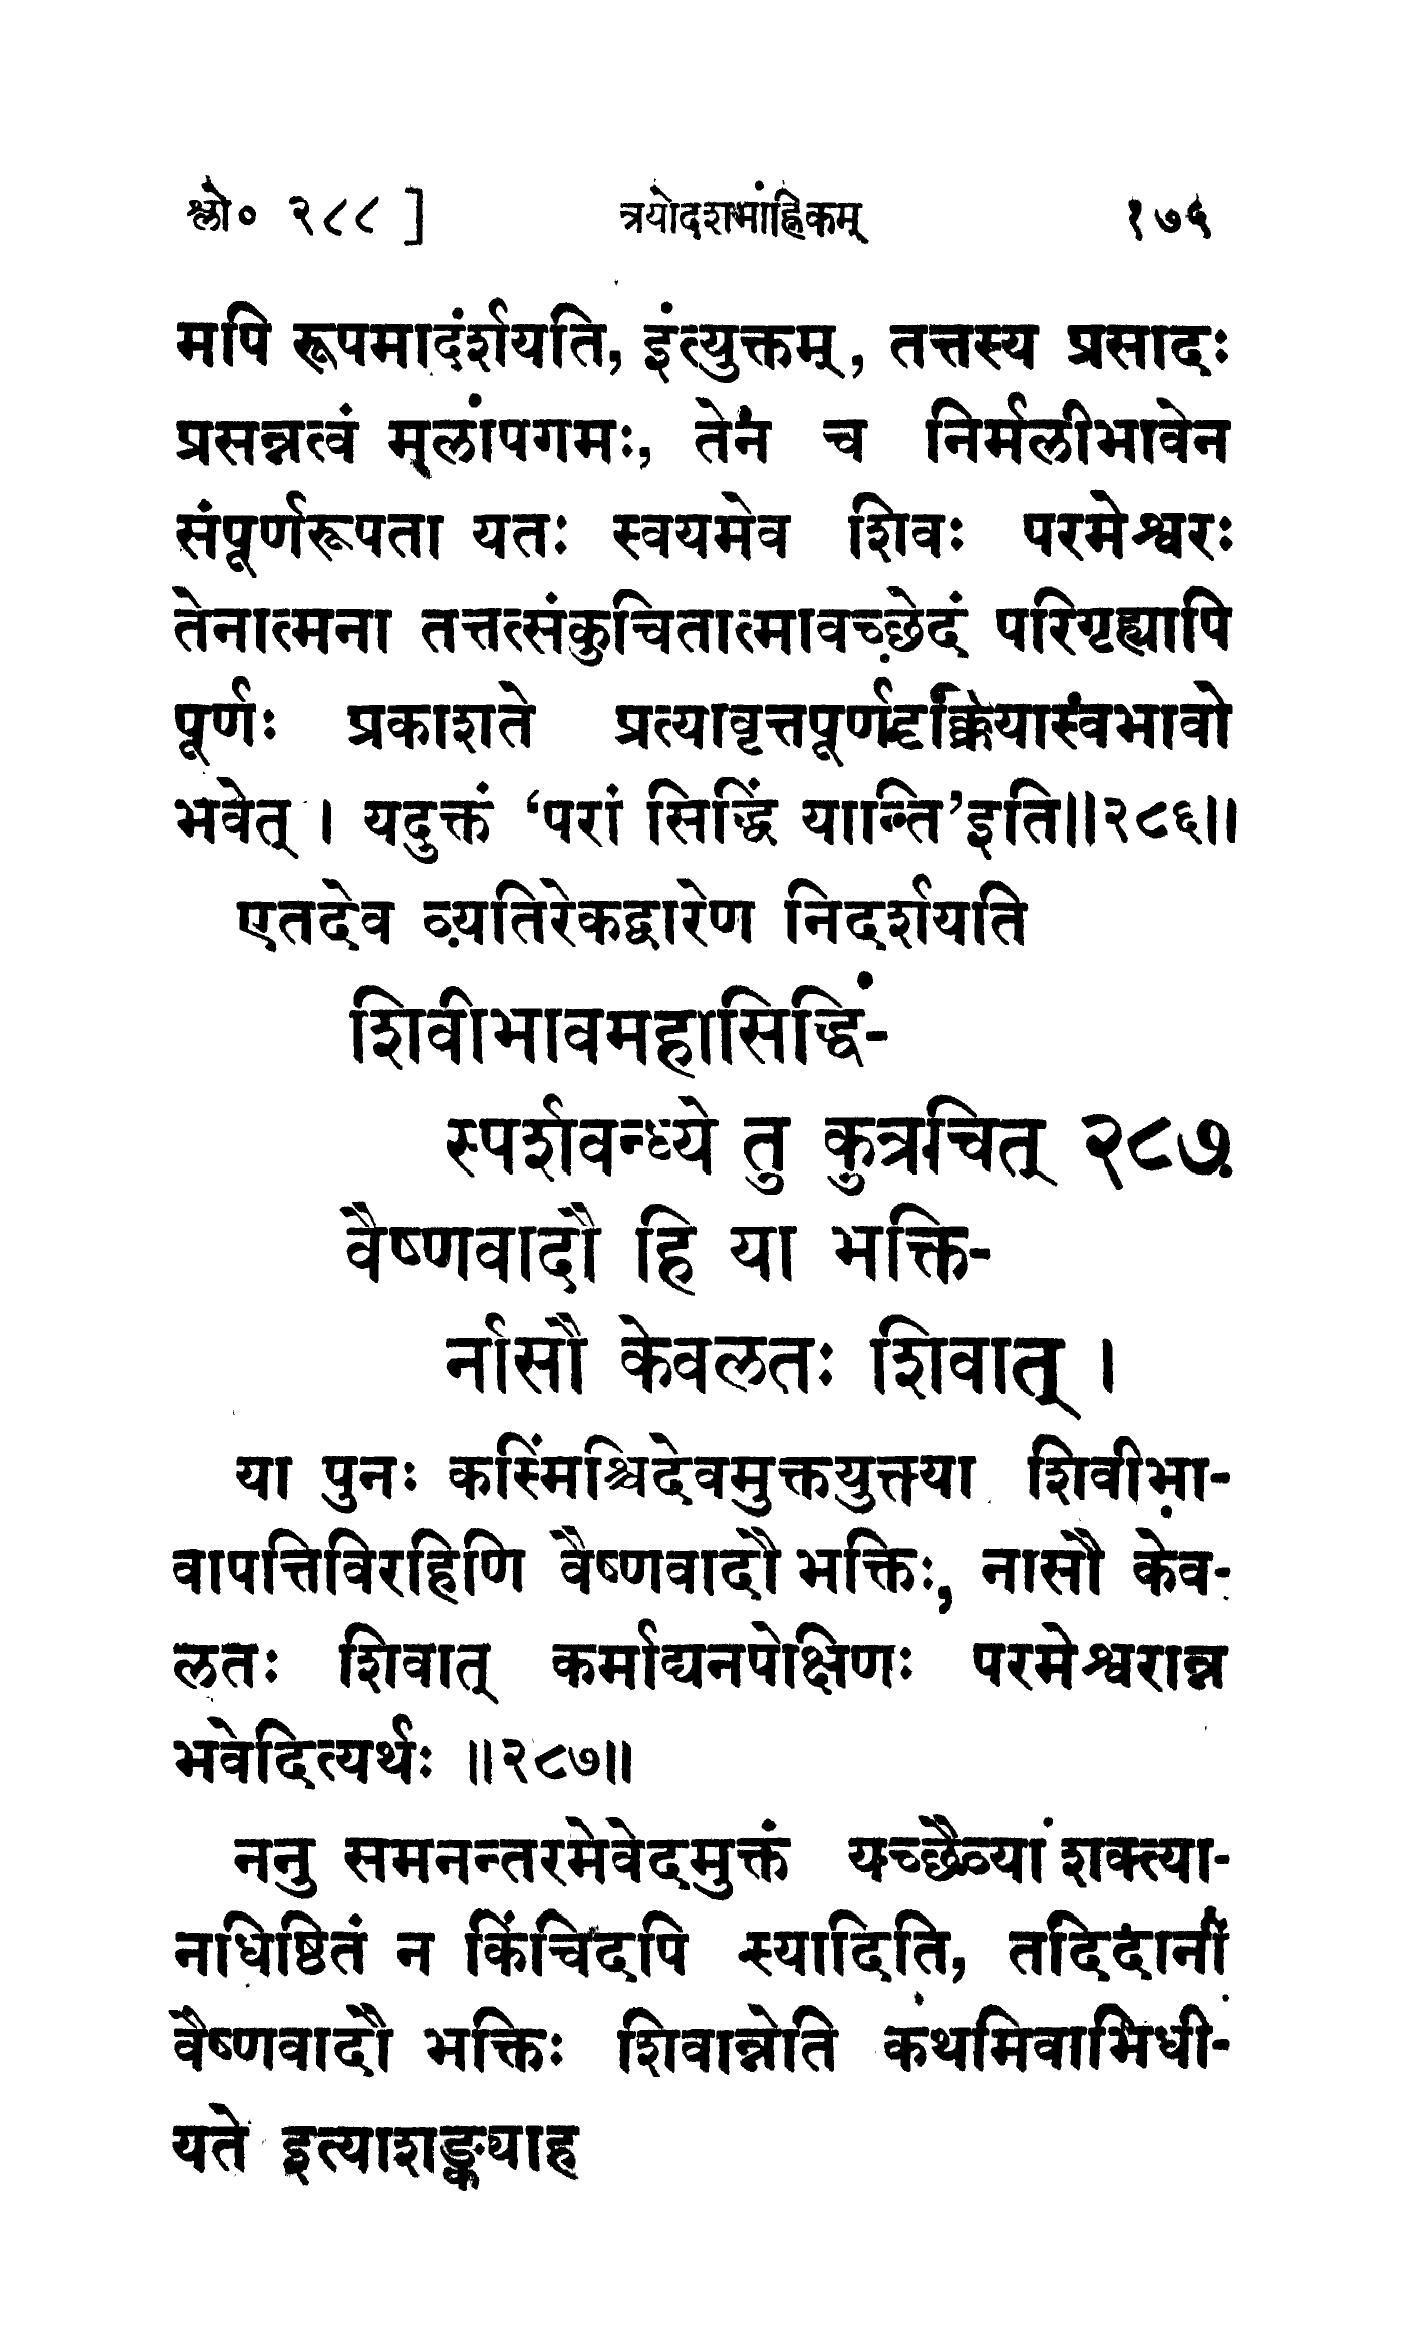 श्लो० २८८ ] त्रयोदशमाह्निकम् १७५
मपि रूपमादर्शयति, इत्युक्तम्, तत्तस्य प्रसादः
प्रसन्नत्वं मलापगमः, तेन च निर्मलीभावेन
संपूर्णरूपता यतः स्वयमेव शिवः परमेश्वरः
तेनात्मना तत्तत्संकुचितात्मावच्छेदं परिगृह्यापि
पूर्णः प्रकाशते प्रत्यावृत्तपूर्णदृक्क्रियास्वभावो
भवेत् । यदुक्तं ‘परां सिद्धिं यान्ति’इति॥२८६॥
एतदेव व्यतिरेकद्वारेण निदर्शयति
शिवीभावमहासिद्धिं-
स्पर्शवन्ध्ये तु कुत्रचित् २८७
वैष्णवादौ हि या भक्ति-
र्नासौ केवलतः शिवात् ।
या पुनः कस्मिंश्चिदेवमुक्तयुक्त्या शिवीभा-
वापत्तिविरहिणि वैष्णवादौ भक्तिः, नासौ केव-
लतः शिवात् कर्माद्यनपेक्षिणः परमेश्वरान्न
भवेदित्यर्थः ॥२८७॥
ननु समनन्तरमेवेदमुक्तं यच्छैव्यां शक्त्या-
नधिष्ठितं न किंचिदपि स्यादिति, तदिदानीं
वैष्णवादौ भक्तिः शिवान्नेति कथमिवाभिधी-
यते इत्याशङ्क्याह